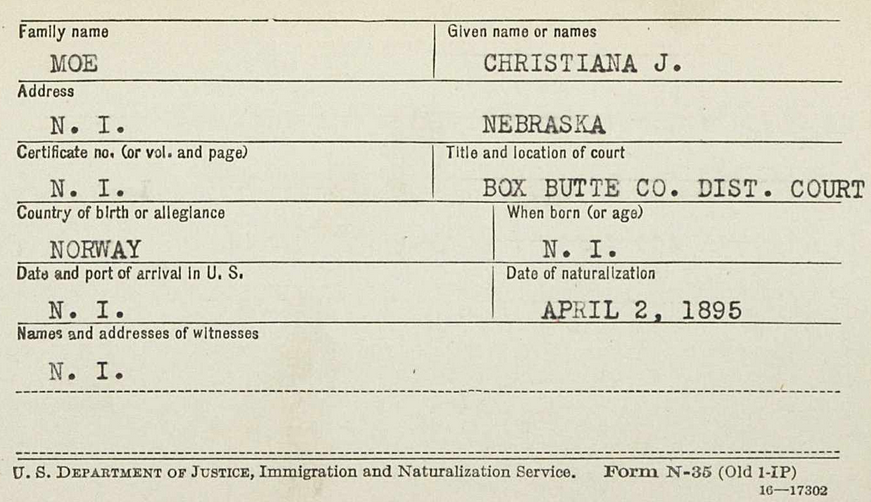 Family name Given name or names
MOE CHRISTIANA J.
Address
N. I. NEBRASKA
Certificate no. (or vol. and page) Title and location of court
N. I. BOX BUTTE CO. DIST. COURT
Country of birth or allegiance When born (or age)
NORWAY N. I.
Date and port of arrival in U. S. Date of naturalization
N. I. APRIL 2, 1895
Names and addresses of witnesses
N. I.
U. S. DEPARTMENT OF JUSTICE, Immigration and Naturalization Service. Form N-35 (Old 1-IP)
16—17302